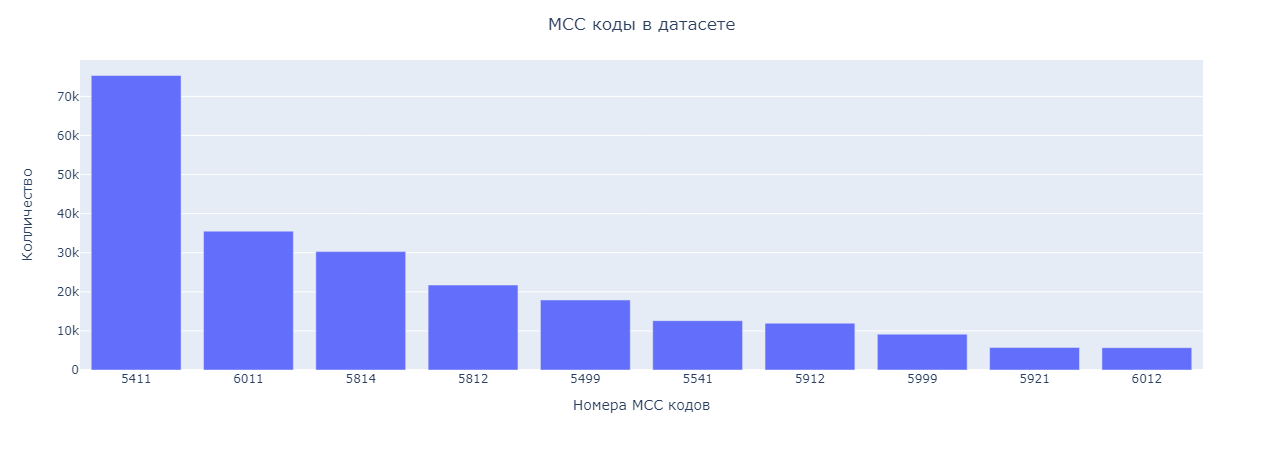 МСС коды в датасете
Колличество
70k
60k
50k
40k
30k
20k
10k
0
5411 6011 5814 5812 5499 5541 5912 5999 5921 6012
Номера МСС кодов